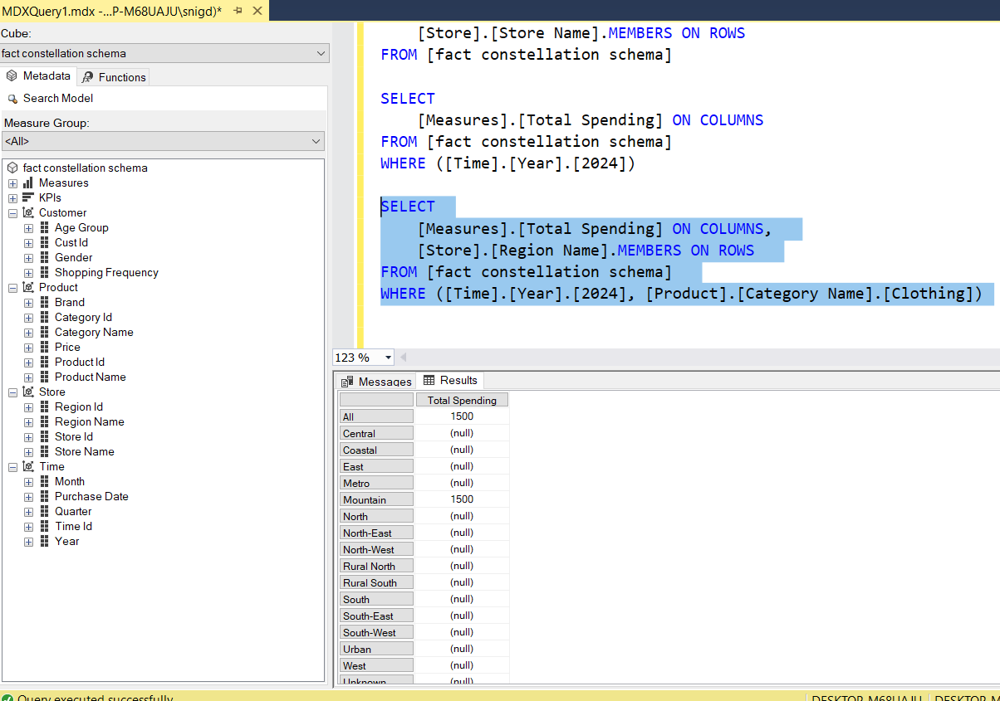 MDXQuery1.mdx -...P-M68UAJU\snigd)*
Cube:
fact constellation schema
Metadata
Functions
Search Model
Measure Group:
<All>
fact constellation schema
Measures
KPIs
Customer
Age Group
Cust Id
Gender
Shopping Frequency
Product
Brand
Category Id
Category Name
Price
Product Id
Product Name
Store
Region Id
Region Name
Store Id
Store Name
Time
Month
Purchase Date
Quarter
Time Id
Year
[Store].[Store Name].MEMBERS ON ROWS
FROM [fact constellation schema]
SELECT
[Measures].[Total Spending] ON COLUMNS
FROM [fact constellation schema]
WHERE ([Time].[Year].[2024])
SELECT
[Measures].[Total Spending] ON COLUMNS,
[Store].[Region Name].MEMBERS ON ROWS
FROM [fact constellation schema]
WHERE ([Time].[Year].[2024], [Product].[Category Name].[Clothing])
123 %
Messages
Results
Total Spending
All 1500
Central (null)
Coastal (null)
East (null)
Metro (null)
Mountain 1500
North (null)
North-East (null)
North-West (null)
Rural North (null)
Rural South (null)
South (null)
South-East (null)
South-West (null)
Urban (null)
West (null)
Unknown (null)
Query executed successfully
DESKTOP-M68UAJU
DESKTOP-M